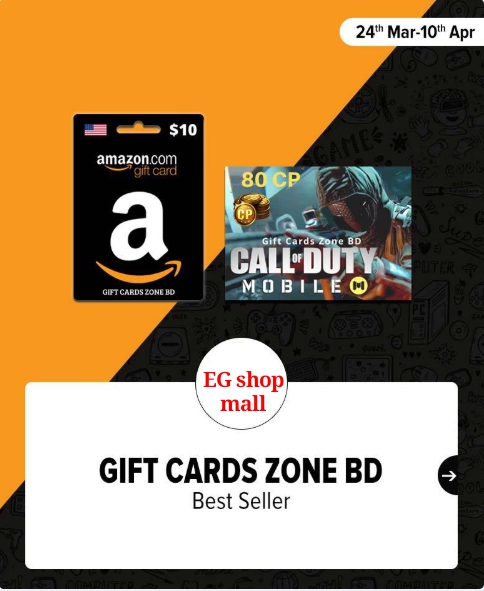 24th Mar-10th Apr
$10
amazon.com
gift card
a
GIFT CARDS ZONE BD
80 CP
CP
Gift Cards Zone BD
CALL OF DUTY
MOBILE
EG shop
mall
GIFT CARDS ZONE BD
Best Seller